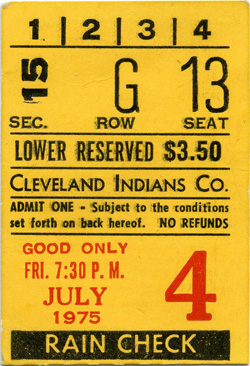 1 | 2 | 3 | 4
15 G 13
SEC. ROW SEAT
LOWER RESERVED $3.50
CLEVELAND INDIANS CO.
ADMIT ONE - Subject to the conditions
set forth on back hereof. NO REFUNDS
GOOD ONLY
FRI. 7:30 P. M.
JULY 4
1975
RAIN CHECK